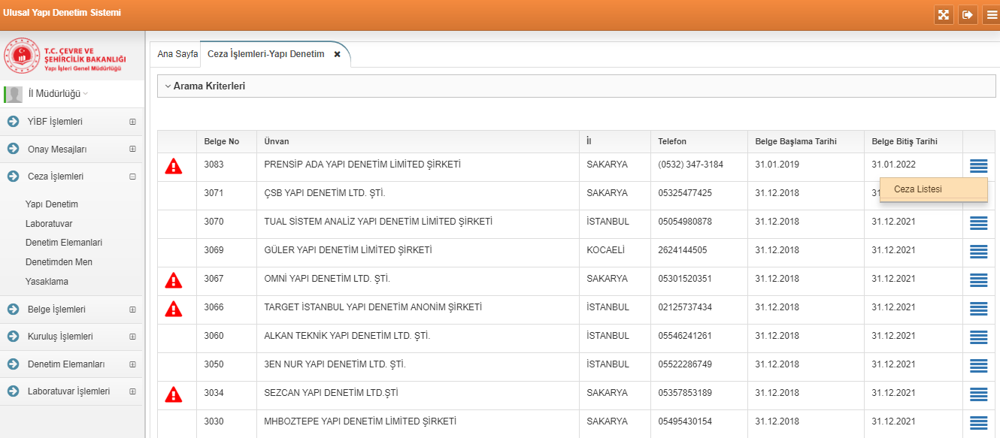 Ulusal Yapı Denetim Sistemi
T.C. ÇEVRE VE
ŞEHİRCİLİK BAKANLIĞI
Yapı İşleri Genel Müdürlüğü
İl Müdürlüğü
YİBF İşlemleri
Onay Mesajları
Ceza İşlemleri
Yapı Denetim
Laboratuvar
Denetim Elemanlari
Denetimden Men
Yasaklama
Belge İşlemleri
Kuruluş İşlemleri
Denetim Elemanları
Laboratuvar İşlemleri
Ana Sayfa Ceza İşlemleri-Yapı Denetim
Arama Kriterleri
Belge No Ünvan İl Telefon Belge Başlama Tarihi Belge Bitiş Tarihi
3083 PRENSİP ADA YAPI DENETİM LİMİTED ŞİRKETİ SAKARYA (0532) 347-3184 31.01.2019 31.01.2022
Ceza Listesi
3071 ÇSB YAPI DENETİM LTD. ŞTİ. SAKARYA 05325477425 31.12.2018 31
3070 TUAL SİSTEM ANALİZ YAPI DENETİM LİMİTED ŞİRKETİ İSTANBUL 05054980878 31.12.2018 31.12.2021
3069 GÜLER YAPI DENETİM LİMİTED ŞİRKETİ KOCAELİ 2624144505 31.12.2018 31.12.2021
3067 OMNİ YAPI DENETİM LTD. ŞTİ. SAKARYA 05301520351 31.12.2018 31.12.2021
3066 TARGET İSTANBUL YAPI DENETİM ANONİM ŞİRKETİ İSTANBUL 02125737434 31.12.2018 31.12.2021
3060 ALKAN TEKNİK YAPI DENETİM LTD. ŞTİ. İSTANBUL 05546241261 31.12.2018 31.12.2021
3050 3EN NUR YAPI DENETİM LTD. ŞTİ. İSTANBUL 05522286749 31.12.2018 31.12.2021
3034 SEZCAN YAPI DENETİM LTD.ŞTİ SAKARYA 05357853189 31.12.2018 31.12.2021
3030 MHBOZTEPE YAPI DENETİM LİMİTED ŞİRKETİ SAKARYA 05495430154 31.12.2018 31.12.2021